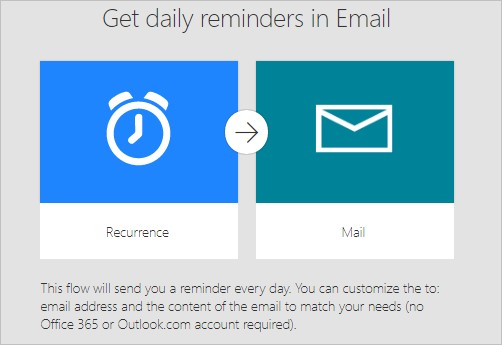 Get daily reminders in Email
Recurrence
Mail
This flow will send you a reminder every day. You can customize the to:
email address and the content of the email to match your needs (no
Office 365 or Outlook.com account required).